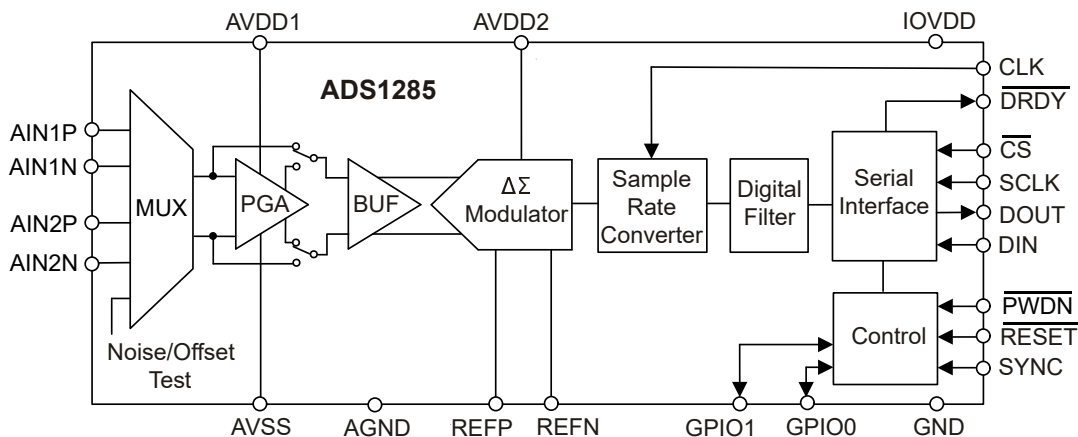 AVDD1
AVDD2
IOVDD
ADS1285
CLK
DRDY
AIN1P
AIN1N
AIN2P
AIN2N
MUX
PGA
BUF
ΔΣ
Modulator
Sample
Rate
Converter
Digital
Filter
Serial
Interface
CS
SCLK
DOUT
DIN
Control
PWDN
RESET
SYNC
Noise/Offset
Test
AVSS
AGND
REFP
REFN
GPIO1
GPIO0
GND